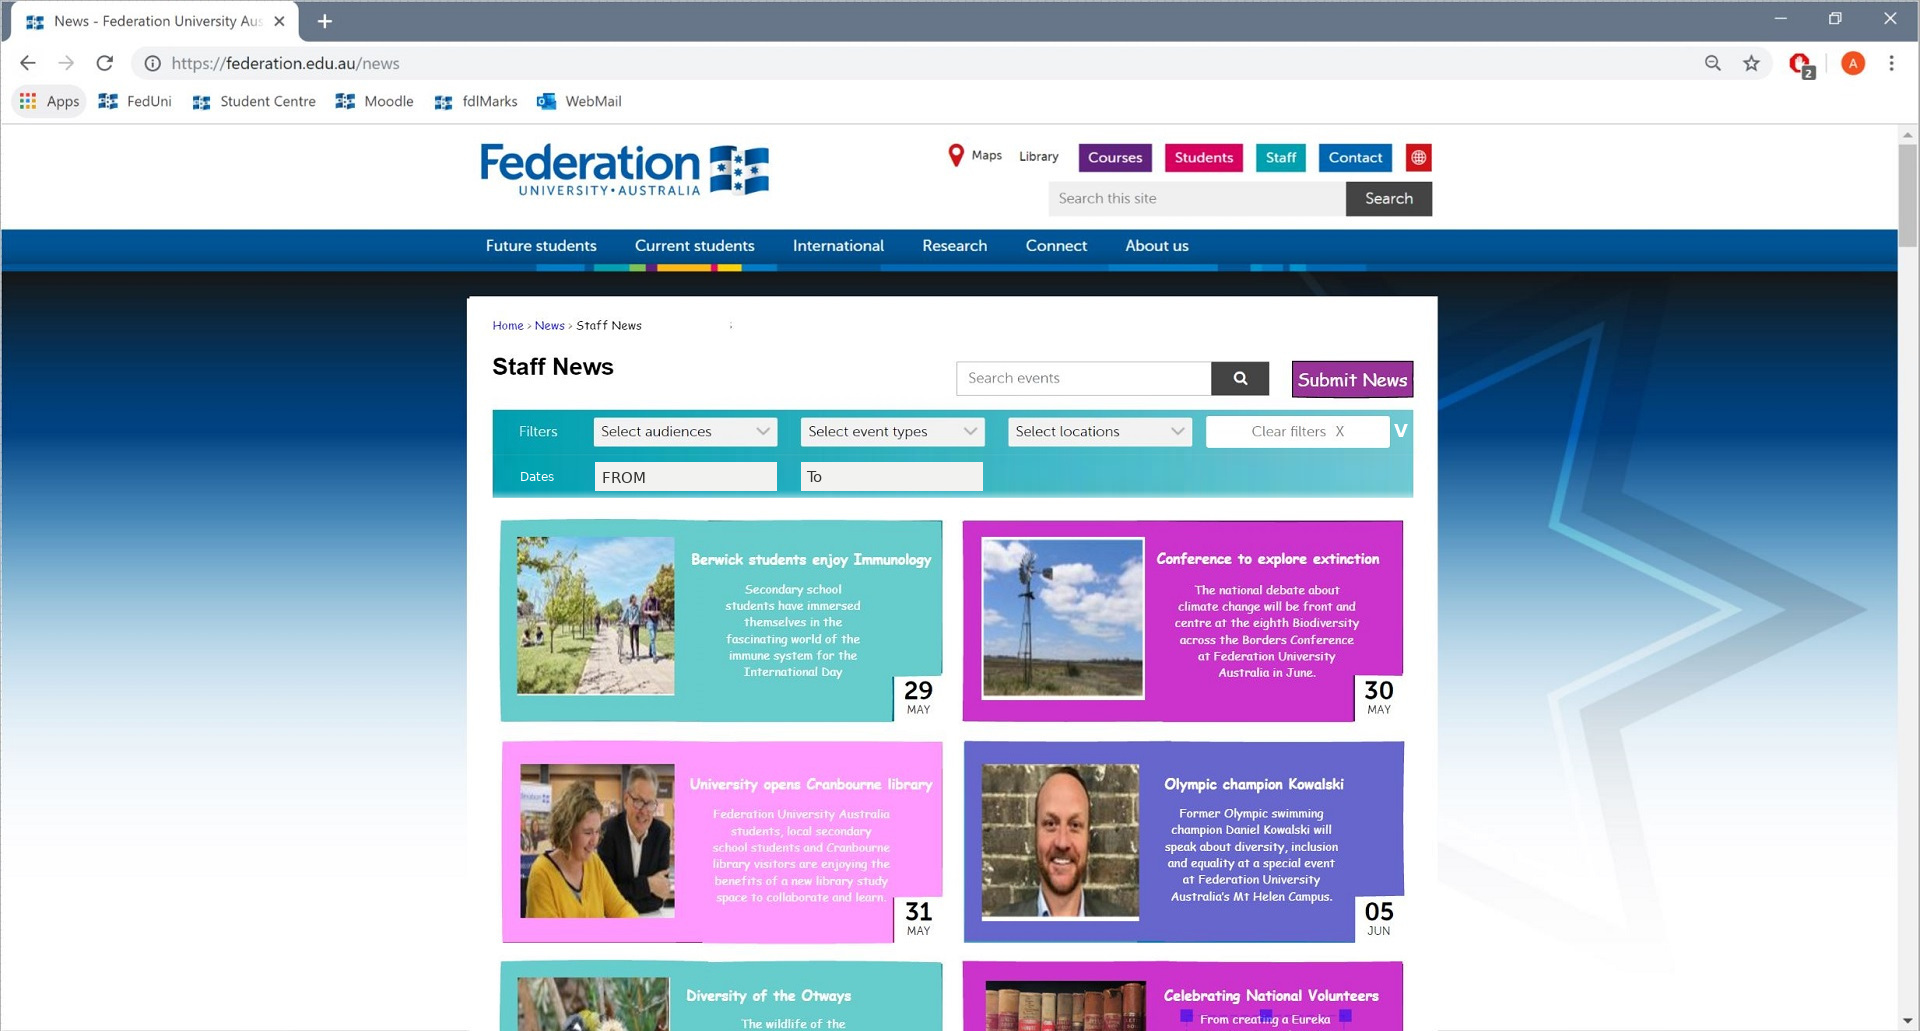 News - Federation University Aus
https://federation.edu.au/news
2
A
Apps
FedUni
Student Centre
Moodle
fdlMarks
WebMail
Federation
UNIVERSITY • AUSTRALIA
Maps
Library
Courses
Students
Staff
Contact
Search this site
Search
Future students
Current students
International
Research
Connect
About us
Home › News › Staff News
;
Staff News
Search events
Submit News
Filters
Select audiences
Select event types
Select locations
Clear filters X
V
Dates
FROM
To
Berwick students enjoy Immunology
Secondary school
students have immersed
themselves in the
fascinating world of the
immune system for the
International Day
29
MAY
Conference to explore extinction
The national debate about
climate change will be front and
centre at the eighth Biodiversity
across the Borders Conference
at Federation University
Australia in June.
30
MAY
University opens Cranbourne library
Federation University Australia
students, local secondary
school students and Cranbourne
library visitors are enjoying the
benefits of a new library study
space to collaborate and learn.
31
MAY
Olympic champion Kowalski
Former Olympic swimming
champion Daniel Kowalski will
speak about diversity, inclusion
and equality at a special event
at Federation University
Australia's Mt Helen Campus.
05
JUN
Diversity of the Otways
The wildlife of the
Celebrating National Volunteers
From creating a Eureka